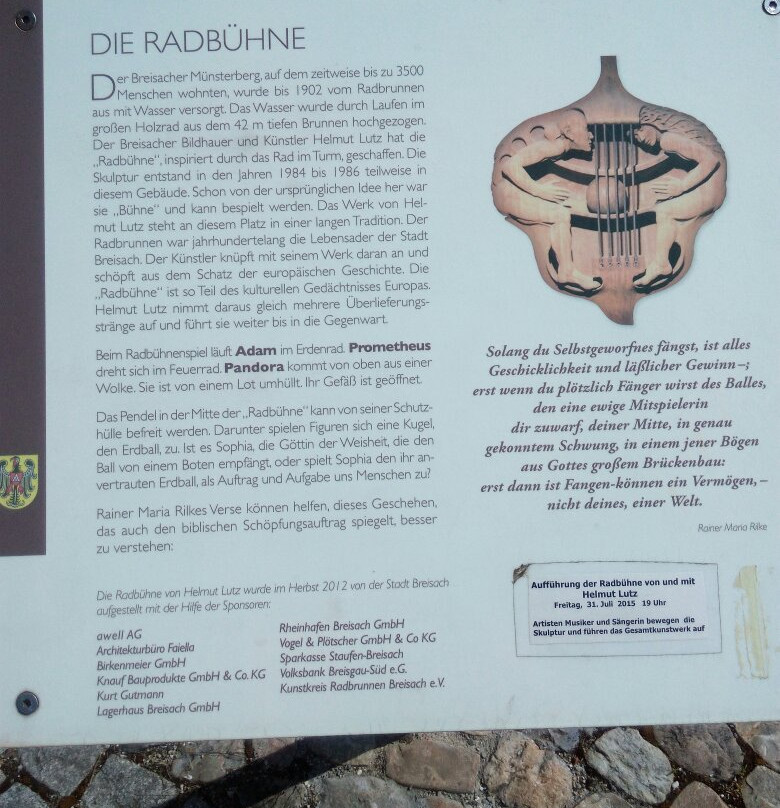 DIE RADBÜHNE
Der Breisacher Münsterberg, auf dem zeitweise bis zu 3500
Menschen wohnten, wurde bis 1902 vom Radbrunnen
aus mit Wasser versorgt. Das Wasser wurde durch Laufen im
großen Holzrad aus dem 42 m tiefen Brunnen hochgezogen.
Der Breisacher Bildhauer und Künstler Helmut Lutz hat die
„Radbühne“, inspiriert durch das Rad im Turm, geschaffen. Die
Skulptur entstand in den Jahren 1984 bis 1986 teilweise in
diesem Gebäude. Schon von der ursprünglichen Idee her war
sie „Bühne“ und kann bespielt werden. Das Werk von Hel-
mut Lutz steht an diesem Platz in einer langen Tradition. Der
Radbrunnen war jahrhundertelang die Lebensader der Stadt
Breisach. Der Künstler knüpft mit seinem Werk daran an und
schöpft aus dem Schatz der europäischen Geschichte. Die
„Radbühne“ ist so Teil des kulturellen Gedächtnisses Europas.
Helmut Lutz nimmt daraus gleich mehrere Überlieferungs-
stränge auf und führt sie weiter bis in die Gegenwart.
Beim Radbühnenspiel läuft Adam im Erdenrad. Prometheus
dreht sich im Feuerrad. Pandora kommt von oben aus einer
Wolke. Sie ist von einem Lot umhüllt. Ihr Gefäß ist geöffnet.
Das Pendel in der Mitte der „Radbühne“ kann von seiner Schutz-
hülle befreit werden. Darunter spielen Figuren sich eine Kugel,
den Erdball, zu. Ist es Sophia, die Göttin der Weisheit, die den
Ball von einem Boten empfängt, oder spielt Sophia den ihr an-
vertrauten Erdball, als Auftrag und Aufgabe uns Menschen zu?
Rainer Maria Rilkes Verse können helfen, dieses Geschehen,
das auch den biblischen Schöpfungsauftrag spiegelt, besser
zu verstehen:
Solang du Selbstgeworfnes fängst, ist alles
Geschicklichkeit und läßlicher Gewinn–;
erst wenn du plötzlich Fänger wirst des Balles,
den eine ewige Mitspielerin
dir zuwarf, deiner Mitte, in genau
gekonntem Schwung, in einem jener Bögen
aus Gottes großem Brückenbau:
erst dann ist Fangen-können ein Vermögen,–
nicht deines, einer Welt.
Rainer Maria Rilke
Die Radbühne von Helmut Lutz wurde im Herbst 2012 von der Stadt Breisach
aufgestellt mit der Hilfe der Sponsoren:
awell AG
Architekturbüro Faiella
Birkenmeier GmbH
Knauf Bauprodukte GmbH & Co. KG
Kurt Gutmann
Lagerhaus Breisach GmbH
Rheinhafen Breisach GmbH
Vogel & Plötscher GmbH & Co KG
Sparkasse Staufen-Breisach
Volksbank Breisgau-Süd e.G.
Kunstkreis Radbrunnen Breisach e.V.
Aufführung der Radbühne von und mit
Helmut Lutz
Freitag, 31. Juli 2015 19 Uhr
Artisten Musiker und Sängerin bewegen die
Skulptur und führen das Gesamtkunstwerk auf